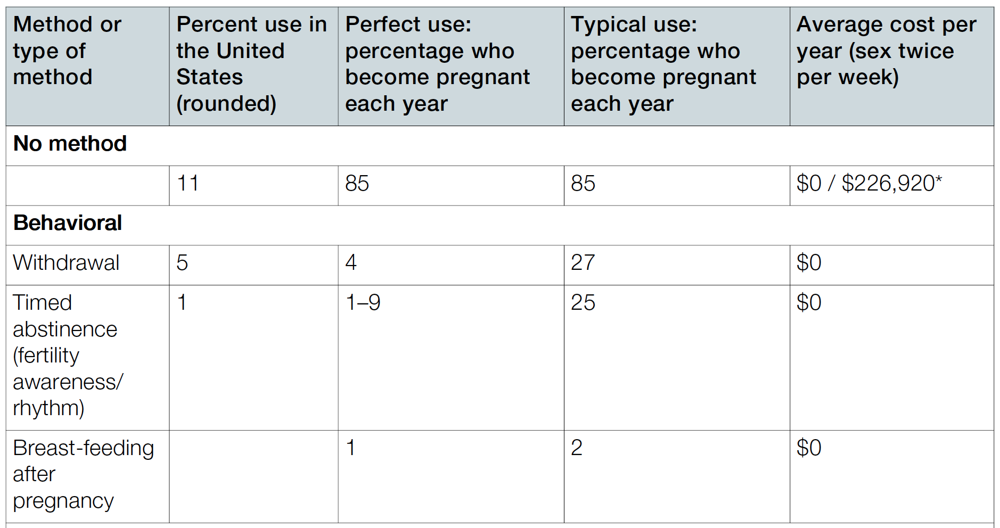 Method or
type of
method
Percent use in
the United
States
(rounded)
Perfect use:
percentage who
become pregnant
each year
Typical use:
percentage who
become pregnant
each year
Average cost per
year (sex twice
per week)
No method
11
85
85
$0 / $226,920*
Behavioral
Withdrawal
5
4
27
$0
Timed
abstinence
(fertility
awareness/
rhythm)
1
1–9
25
$0
Breast-feeding
after
pregnancy
1
2
$0